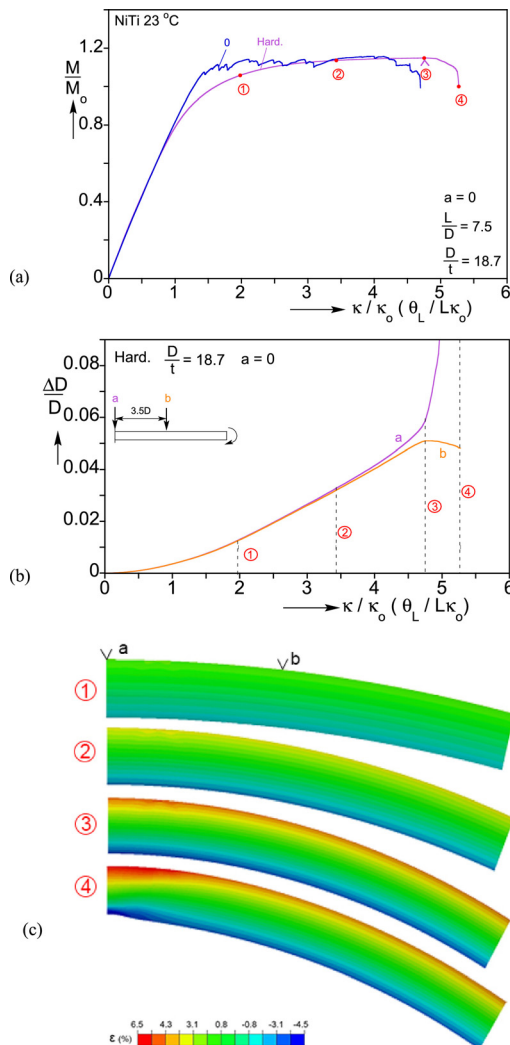 NiTi 23 °C
M
M₀
1.2
0.8
0.4
0
0
Hard.
①
②
③
④
a = 0
L
D
= 7.5
D
t
= 18.7
0 1 2 3 4 5 6
κ / κ₀ ( θL / Lκ₀ )
(a)
Hard. D
t
= 18.7 a = 0
ΔD
D
0.08
0.06
0.04
0.02
0
a b
3.5D
a
b
①
②
③
④
0 1 2 3 4 5 6
κ / κ₀ ( θL / Lκ₀ )
(b)
a
b
①
②
③
④
(c)
6.5 4.3 3.1 0.8 -0.8 -3.1 -4.5
ε (%)